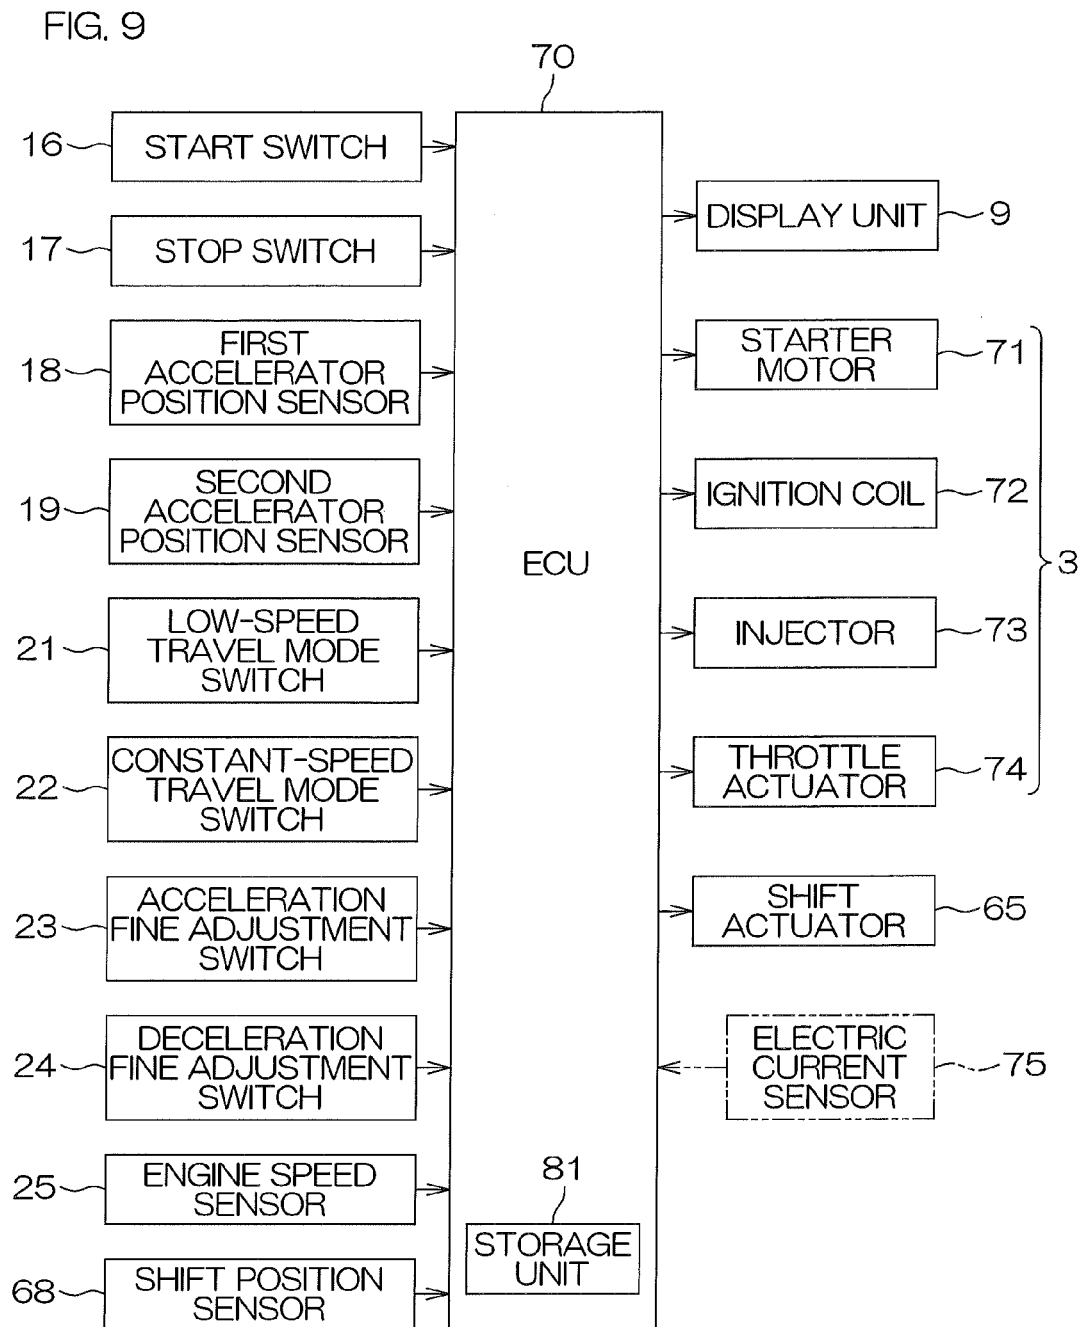 FIG. 9
70
16
START SWITCH
17
STOP SWITCH
18
FIRST
ACCELERATOR
POSITION SENSOR
19
SECOND
ACCELERATOR
POSITION SENSOR
21
LOW-SPEED
TRAVEL MODE
SWITCH
22
CONSTANT-SPEED
TRAVEL MODE
SWITCH
23
ACCELERATION
FINE ADJUSTMENT
SWITCH
24
DECELERATION
FINE ADJUSTMENT
SWITCH
25
ENGINE SPEED
SENSOR
68
SHIFT POSITION
SENSOR
ECU
81
STORAGE
UNIT
DISPLAY UNIT
9
STARTER
MOTOR
71
IGNITION COIL
72
INJECTOR
73
THROTTLE
ACTUATOR
74
3
SHIFT
ACTUATOR
65
ELECTRIC
CURRENT
SENSOR
75